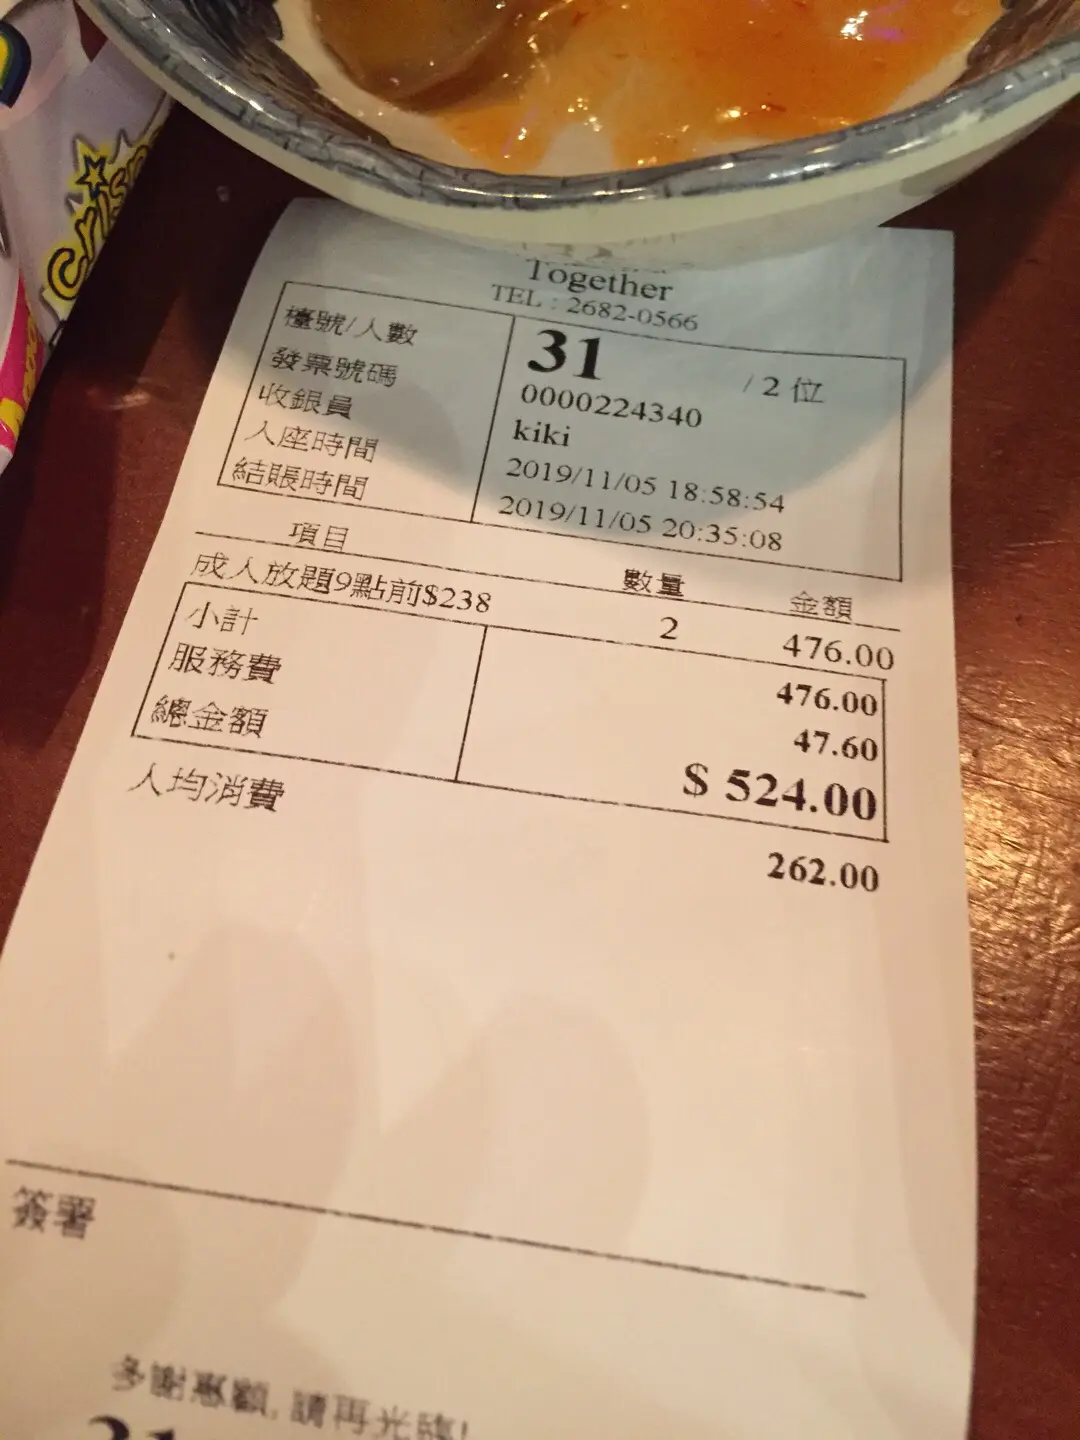 Crisp
Together
TEL : 2682-0566
檯號/人數 31 / 2 位
發票號碼 0000224340
收銀員 kiki
入座時間 2019/11/05 18:58:54
結賬時間 2019/11/05 20:35:08
項目 數量 金額
成人放題9點前$238 2 476.00
小計 476.00
服務費 47.60
總金額 $ 524.00
人均消費 262.00
簽署
多謝惠顧, 請再光臨!
31